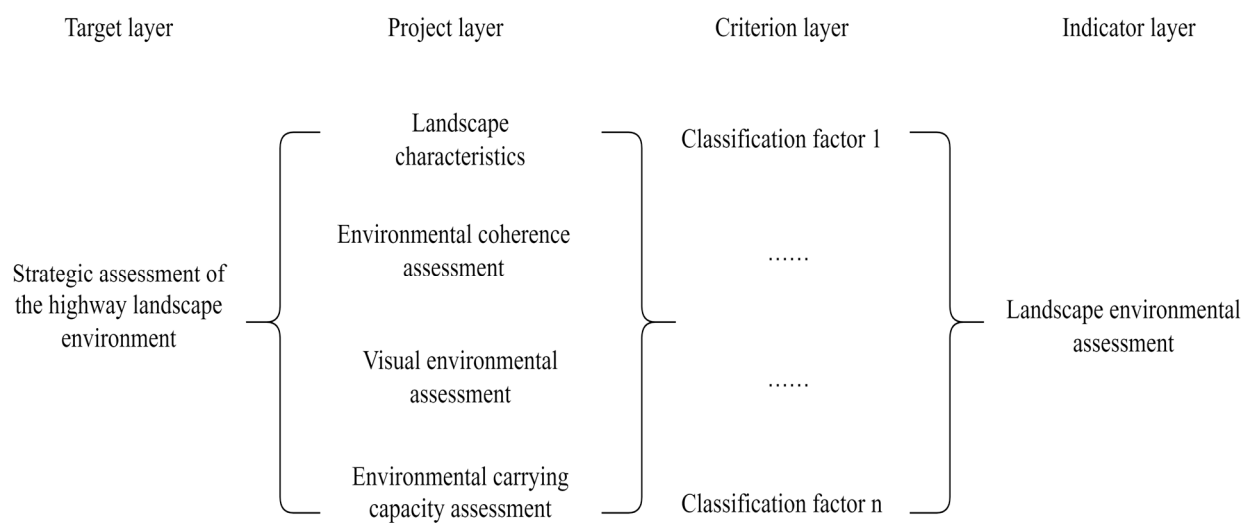 Target layer
Project layer
Criterion layer
Indicator layer
Strategic assessment of
the highway landscape
environment
Landscape
characteristics
Environmental coherence
assessment
Visual environmental
assessment
Environmental carrying
capacity assessment
Classification factor 1
......
......
Classification factor n
Landscape environmental
assessment